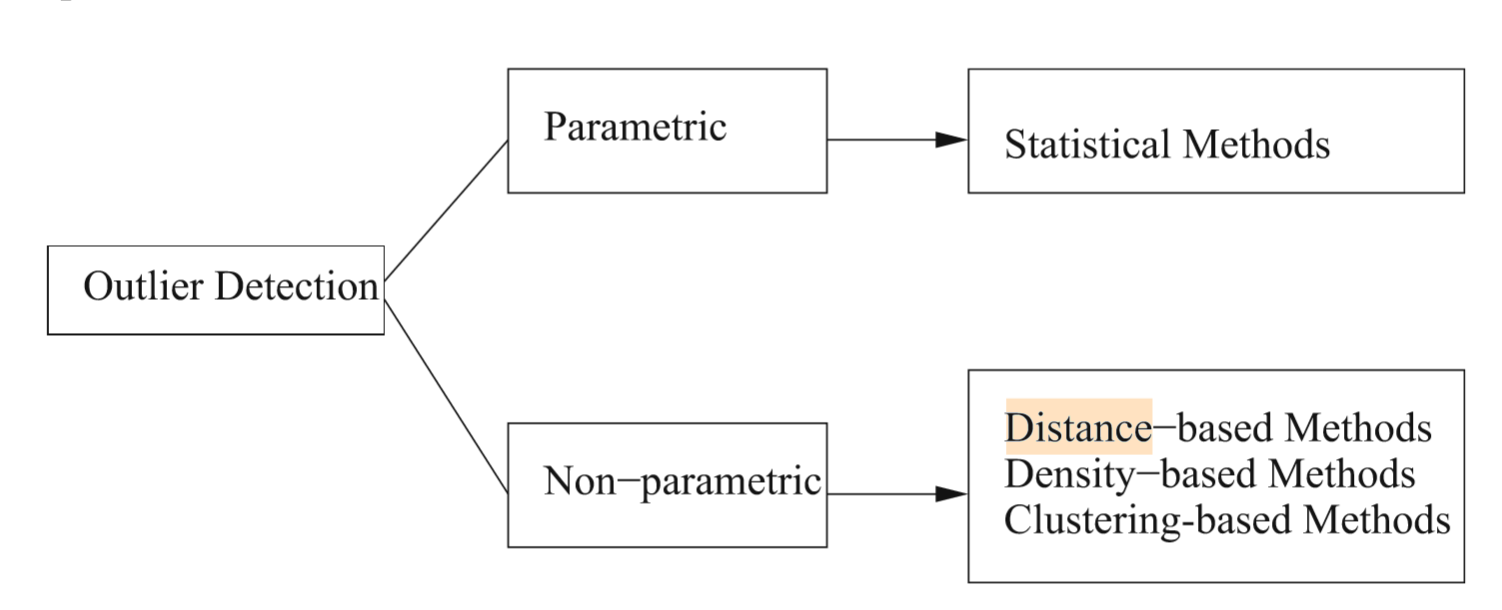 Parametric
Statistical Methods
Outlier Detection
Non−parametric
Distance−based Methods
Density−based Methods
Clustering-based Methods